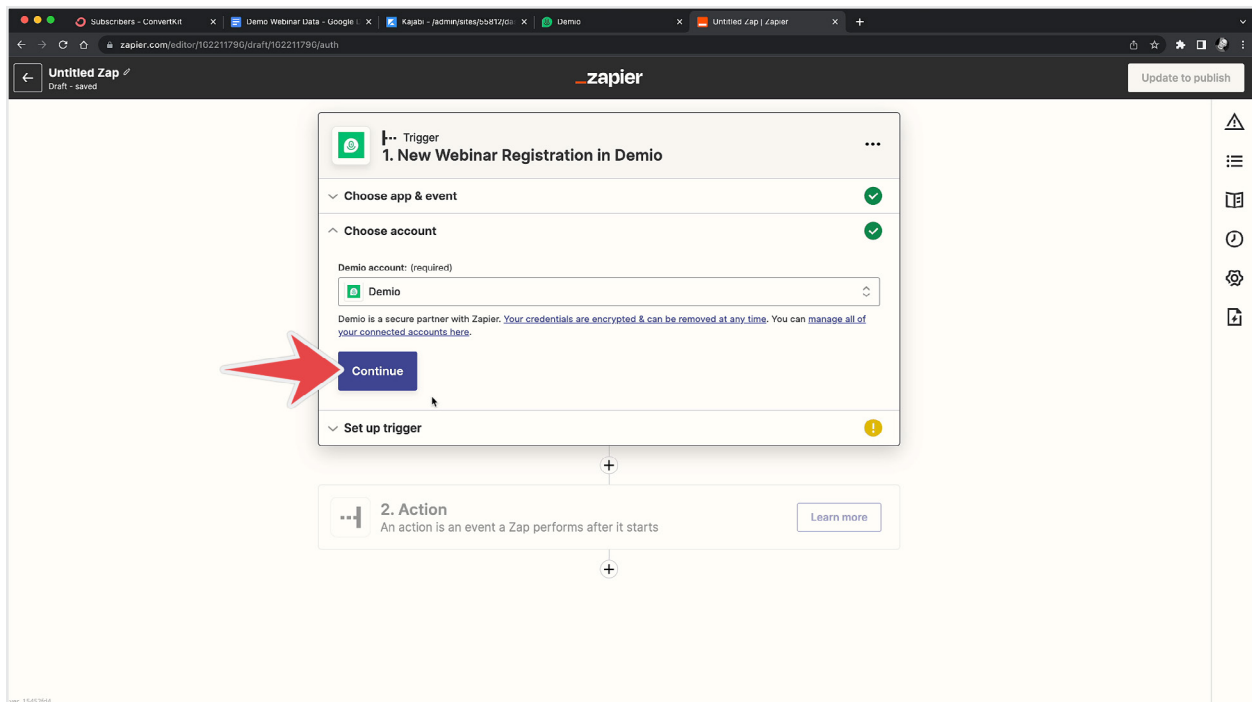 Subscribers - ConvertKit
Demo Webinar Data - Google D
Kajabi - /admin/sites/55812/da
Demio
Untitled Zap | Zapier
zapier.com/editor/162211796/draft/162211796/auth
Untitled Zap
Draft - saved
_zapier
Update to publish
Trigger
1. New Webinar Registration in Demio
Choose app & event
Choose account
Demio account: (required)
Demio
Demio is a secure partner with Zapier. Your credentials are encrypted & can be removed at any time. You can manage all of
your connected accounts here.
Continue
Set up trigger
2. Action
An action is an event a Zap performs after it starts
Learn more